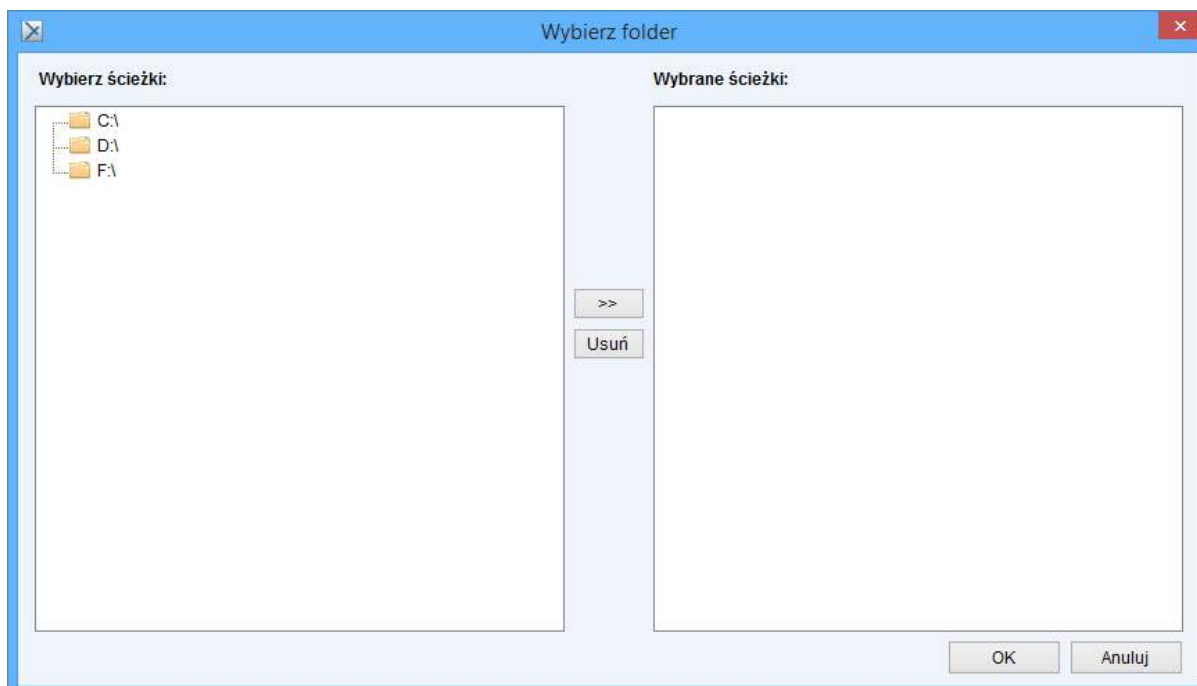 Wybierz folder
Wybierz ścieżki:
Wybrane ścieżki:
C:\
D:\
F:\
>>
Usuń
OK
Anuluj